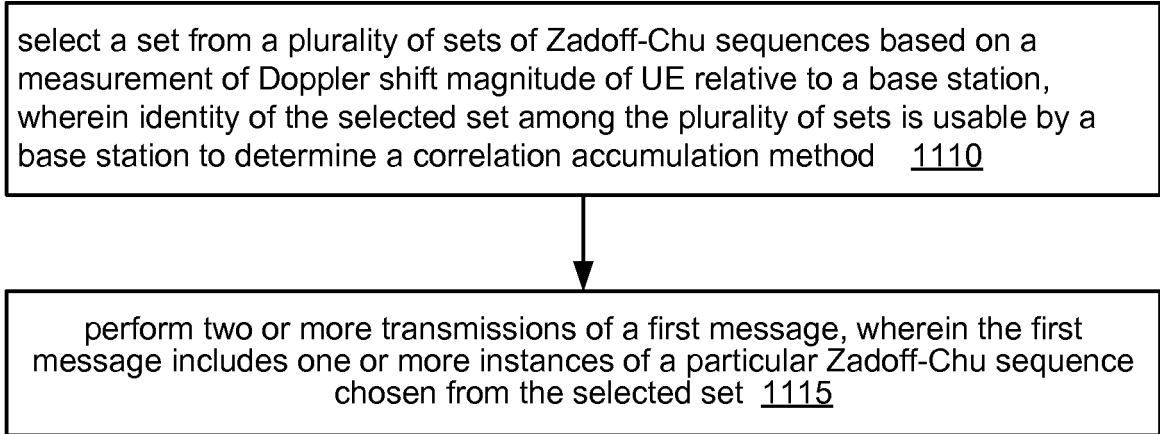 select a set from a plurality of sets of Zadoff-Chu sequences based on a
measurement of Doppler shift magnitude of UE relative to a base station,
wherein identity of the selected set among the plurality of sets is usable by a
base station to determine a correlation accumulation method 1110
perform two or more transmissions of a first message, wherein the first
message includes one or more instances of a particular Zadoff-Chu sequence
chosen from the selected set 1115